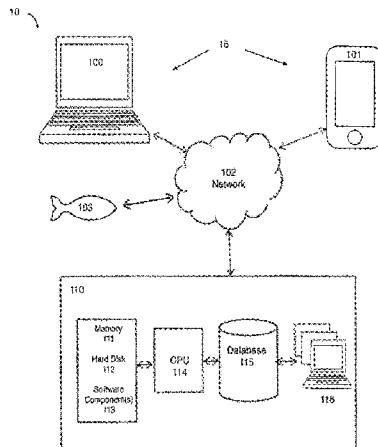 10
100
15
101
102
Network
103
110
Memory
111
Hard Disk
112
Software
Component(s)
113
CPU
114
Database
115
116